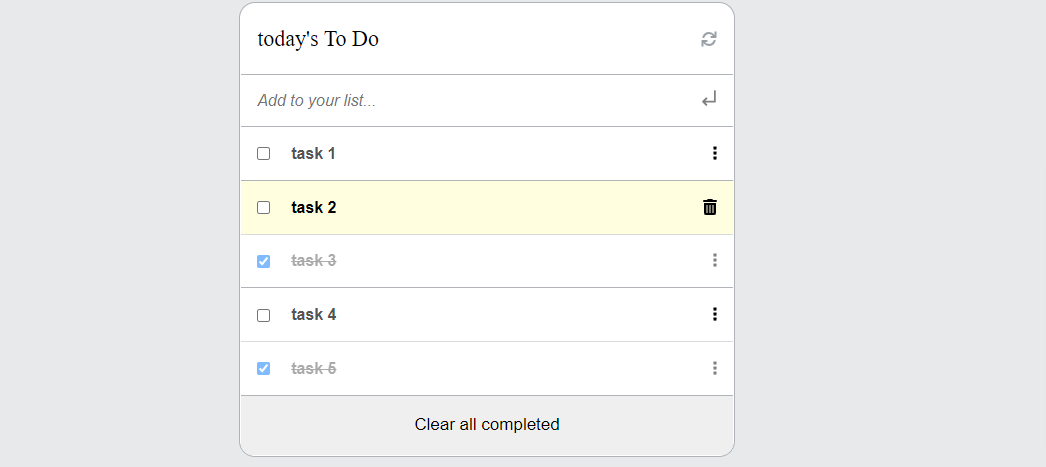 today's To Do
Add to your list...
task 1
task 2
task 3
task 4
task 5
Clear all completed